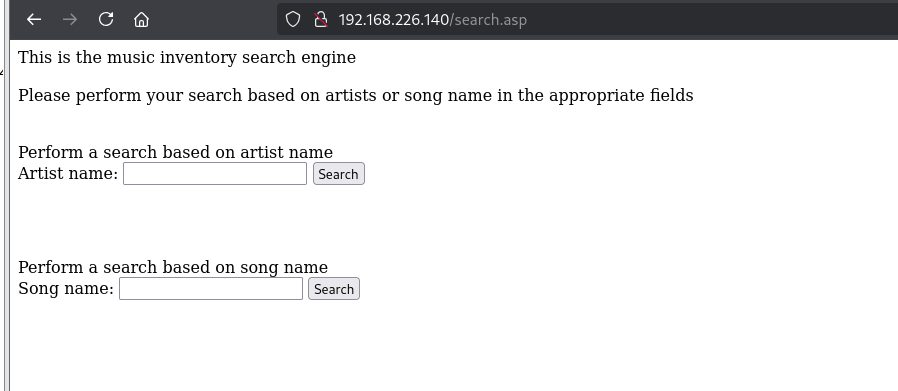 192.168.226.140/search.asp
This is the music inventory search engine
Please perform your search based on artists or song name in the appropriate fields
Perform a search based on artist name
Artist name: Search
Perform a search based on song name
Song name: Search